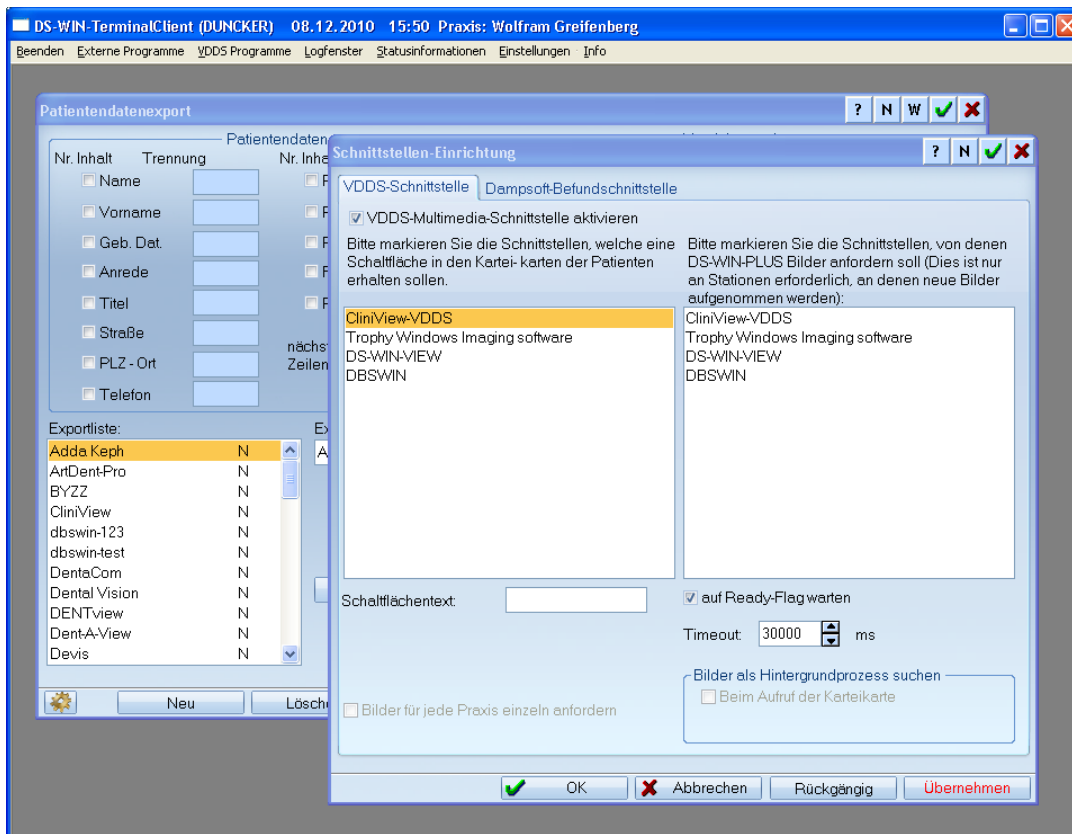 DS-WIN-TerminalClient (DUNCKER) 08.12.2010 15:50 Praxis: Wolfram Greifenberg
Beenden Externe Programme VDDS Programme Logfenster Statusinformationen Einstellungen Info
Patientendatenexport
? N W
Patientendaten
Nr. Inhalt Trennung
Name
Vorname
Geb. Dat.
Anrede
Titel
Straße
PLZ - Ort
Telefon
Exportliste:
Adda Keph N
ArtDent-Pro N
BYZZ N
CliniView N
dbswin-123 N
dbswin-test N
DentaCom N
Dental Vision N
DENTview N
Dent-A-View N
Devis N
Neu
Schnittstellen-Einrichtung
? N
VDDS-Schnittstelle Dampsoft-Befundschnittstelle
VDDS-Multimedia-Schnittstelle aktivieren
Bitte markieren Sie die Schnittstellen, welche eine
Schaltfläche in den Kartei- karten der Patienten
erhalten sollen.
CliniView-VDDS
Trophy Windows Imaging software
DS-WIN-VIEW
DBSWIN
Schaltflächentext:
Bilder für jede Praxis einzeln anfordern
Bitte markieren Sie die Schnittstellen, von denen
DS-WIN-PLUS Bilder anfordern soll (Dies ist nur
an Stationen erforderlich, an denen neue Bilder
aufgenommen werden):
CliniView-VDDS
Trophy Windows Imaging software
DS-WIN-VIEW
DBSWIN
auf Ready-Flag warten
Timeout: 30000 ms
Bilder als Hintergrundprozess suchen
Beim Aufruf der Karteikarte
OK Abbrechen Rückgängig Übernehmen